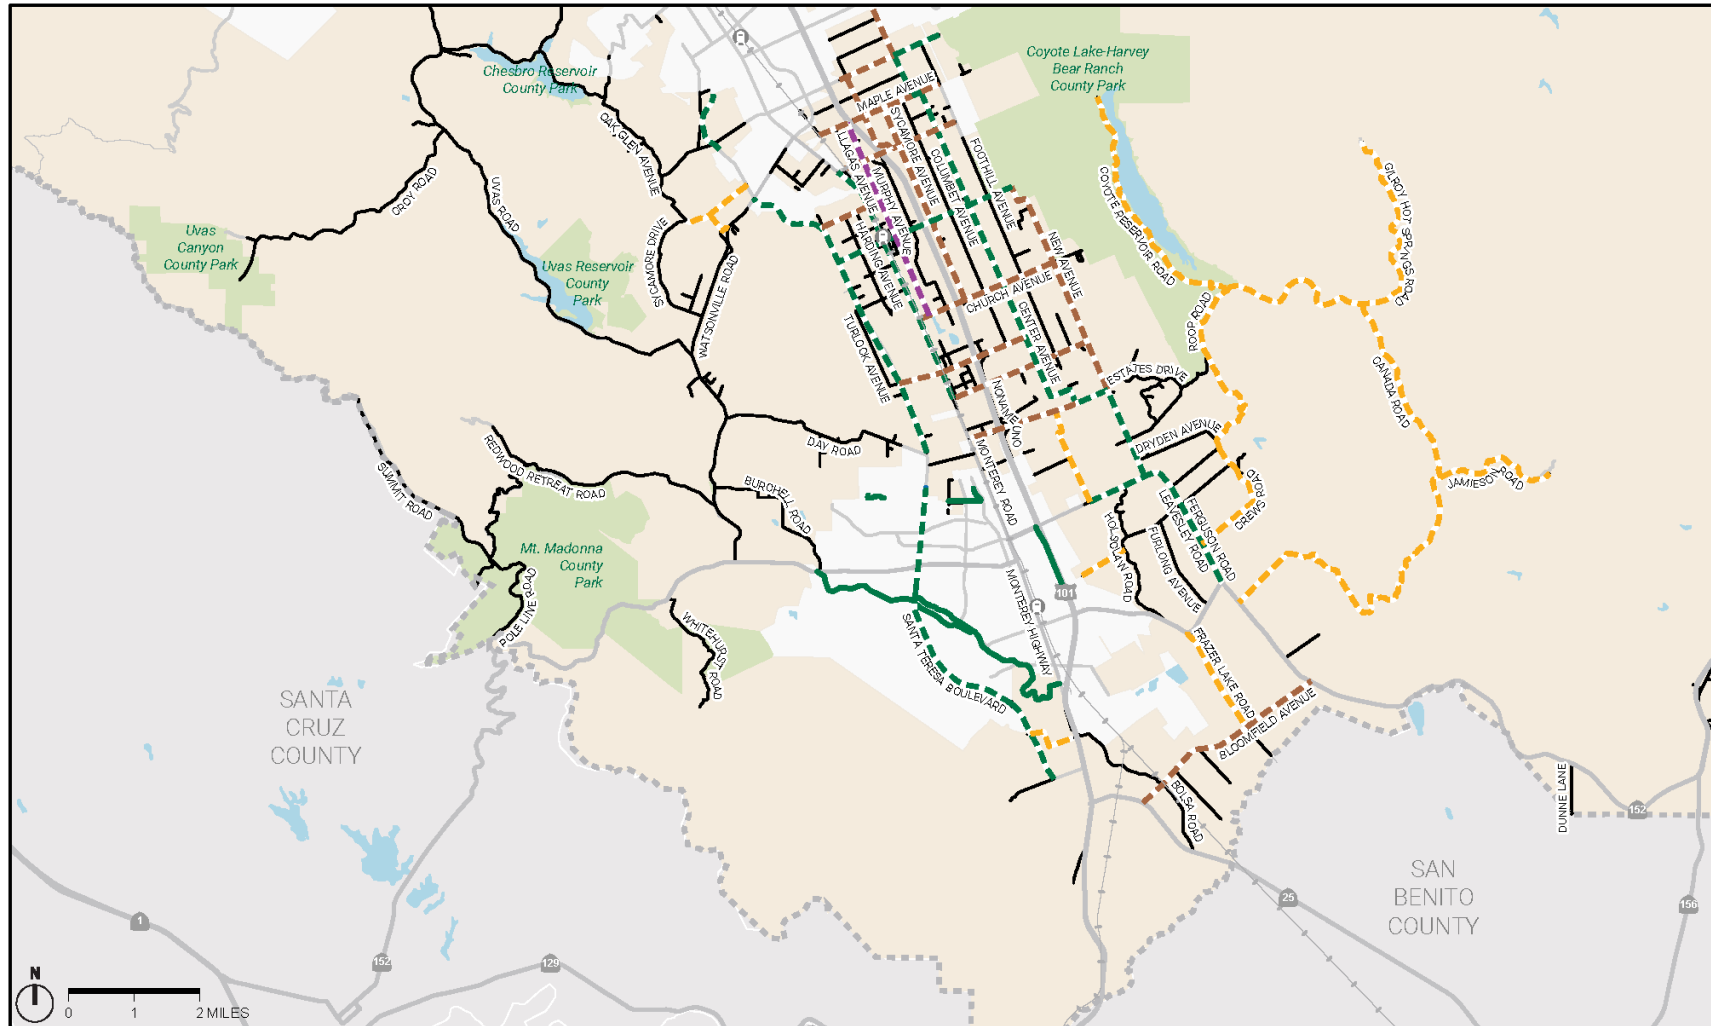 Chesbro Reservoir
County Park
Coyote Lake-Harvey
Bear Ranch
County Park
MAPLE AVENUE
OAK GLEN AVENUE
LLAGAS AVENUE
SYCAMORE AVENUE
MURPHY AVENUE
COLUMBET AVENUE
FOOTHILL AVENUE
COYOTE RESERVOIR ROAD
GILROY HOT SPRINGS ROAD
CROY ROAD
UVAS ROAD
Uvas
Canyon
County Park
Uvas Reservoir
County
Park
SYCAMORE DRIVE
WATSONVILLE ROAD
HARDING AVENUE
NEW AVENUE
CHURCH AVENUE
CENTER AVENUE
TURLOCK AVENUE
ROOP ROAD
CANADA ROAD
ESTATES DRIVE
NONAME UNO
DRYDEN AVENUE
DAY ROAD
MONTEREY ROAD
REDWOOD RETREAT ROAD
SUMMIT ROAD
BURCHELL ROAD
CREWS ROAD
JAMIESON ROAD
HOLSCLAW ROAD
FURLONG AVENUE
LEAVESLEY ROAD
FERGUSON ROAD
Mt. Madonna
County
Park
POLE LINE ROAD
WHITEHURST ROAD
MONTEREY HIGHWAY
101
SANTA TERESA BOULEVARD
FRAZER LAKE ROAD
BLOOMFIELD AVENUE
BOLSA ROAD
DUNNE LANE
SANTA
CRUZ
COUNTY
SAN
BENITO
COUNTY
152
25
156
1
152
129
N
0 1 2 MILES